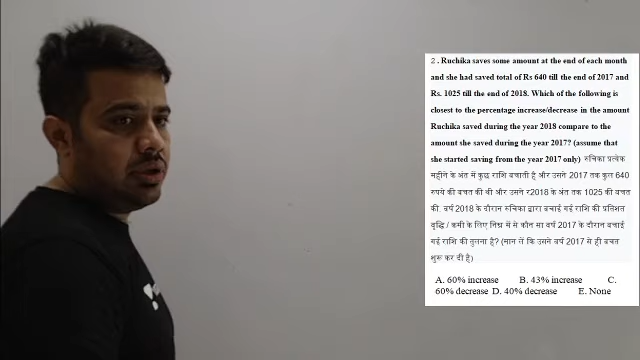 2 . Ruchika saves some amount at the end of each month
and she had saved total of Rs 640 till the end of 2017 and
Rs. 1025 till the end of 2018. Which of the following is
closest to the percentage increase/decrease in the amount
Ruchika saved during the year 2018 compare to the
amount she saved during the year 2017? (assume that
she started saving from the year 2017 only) रुचिका प्रत्येक
महीने के अंत में कुछ राशि बचाती है और उसने 2017 तक कुल 640
रुपये की बचत की थी और उसने र2018 के अंत तक 1025 की बचत
की. वर्ष 2018 के दौरान रुचिका द्वारा बचाई गई राशि की प्रतिशत
वृद्धि / कमी के लिए निम्न में से कौन सा वर्ष 2017 के दौरान बचाई
गई राशि की तुलना है? (मान लें कि उसने वर्ष 2017 से ही बचत
शुरू कर दी है)
A. 60% increase B. 43% increase C.
60% decrease D. 40% decrease E. None